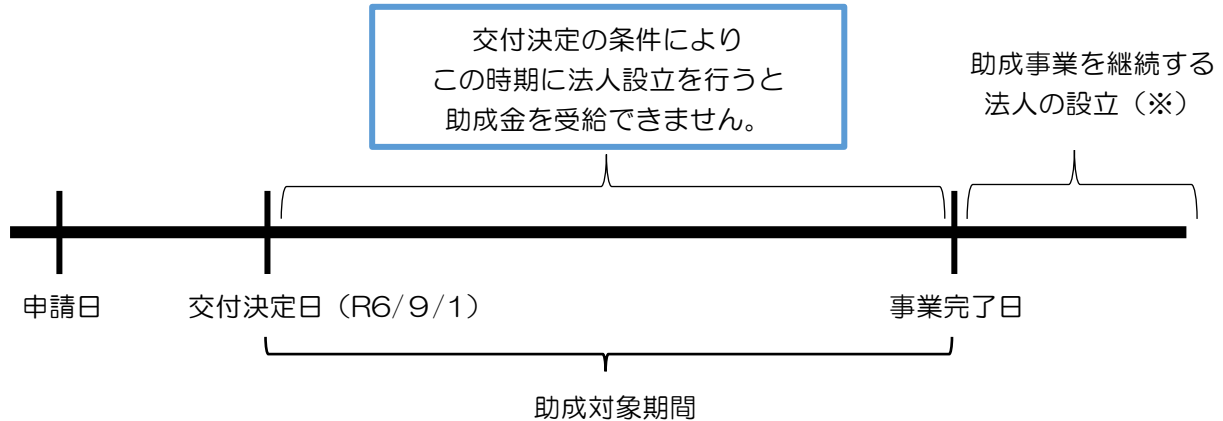 交付決定の条件により
この時期に法人設立を行うと
助成金を受給できません。
助成事業を継続する
法人の設立（※）
申請日
交付決定日（R6/９/１）
事業完了日
助成対象期間